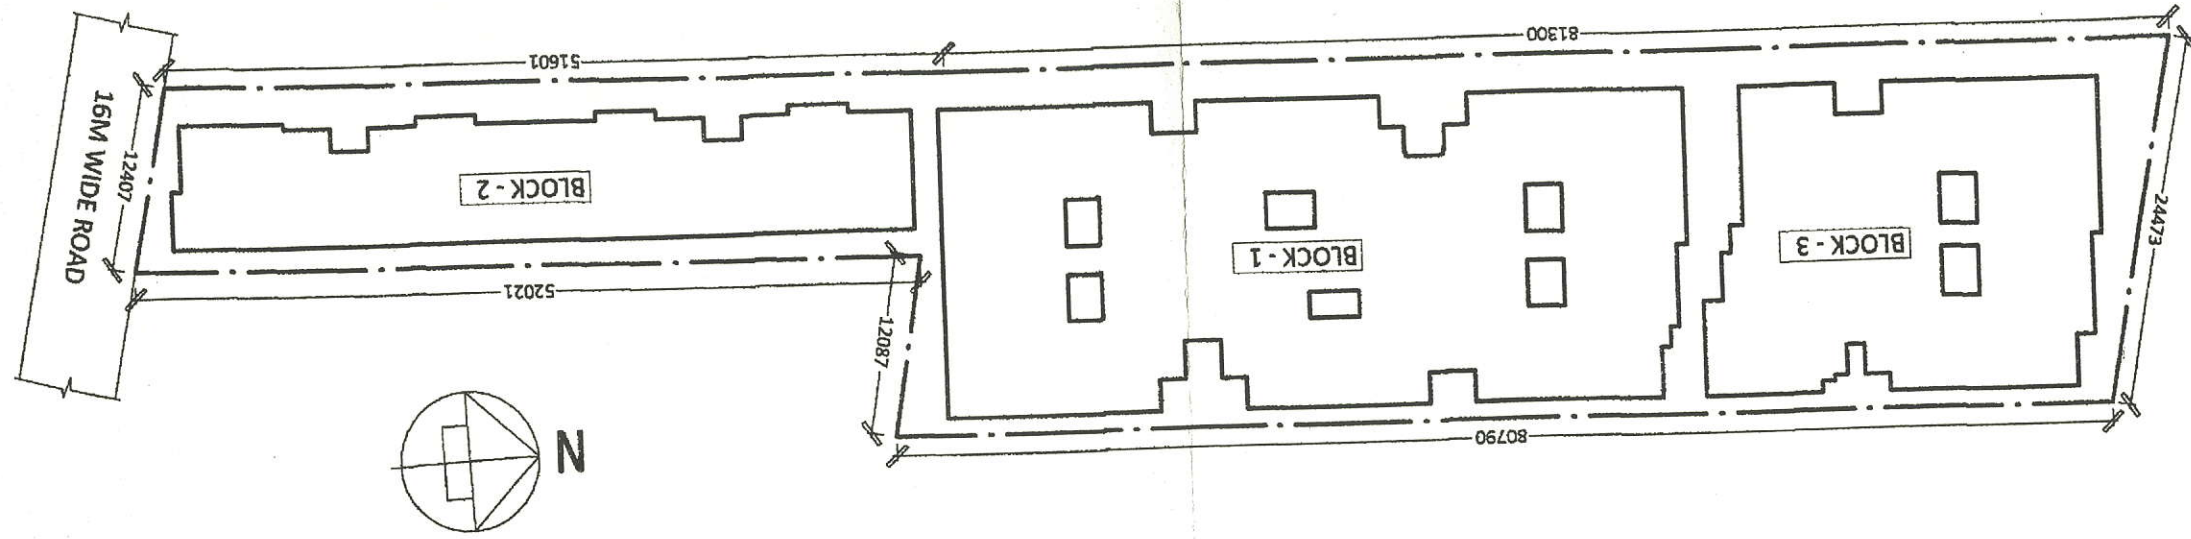 81300
51601
16M WIDE ROAD
12407
BLOCK - 2
BLOCK - 1
BLOCK - 3
24473
52021
12087
80790
N